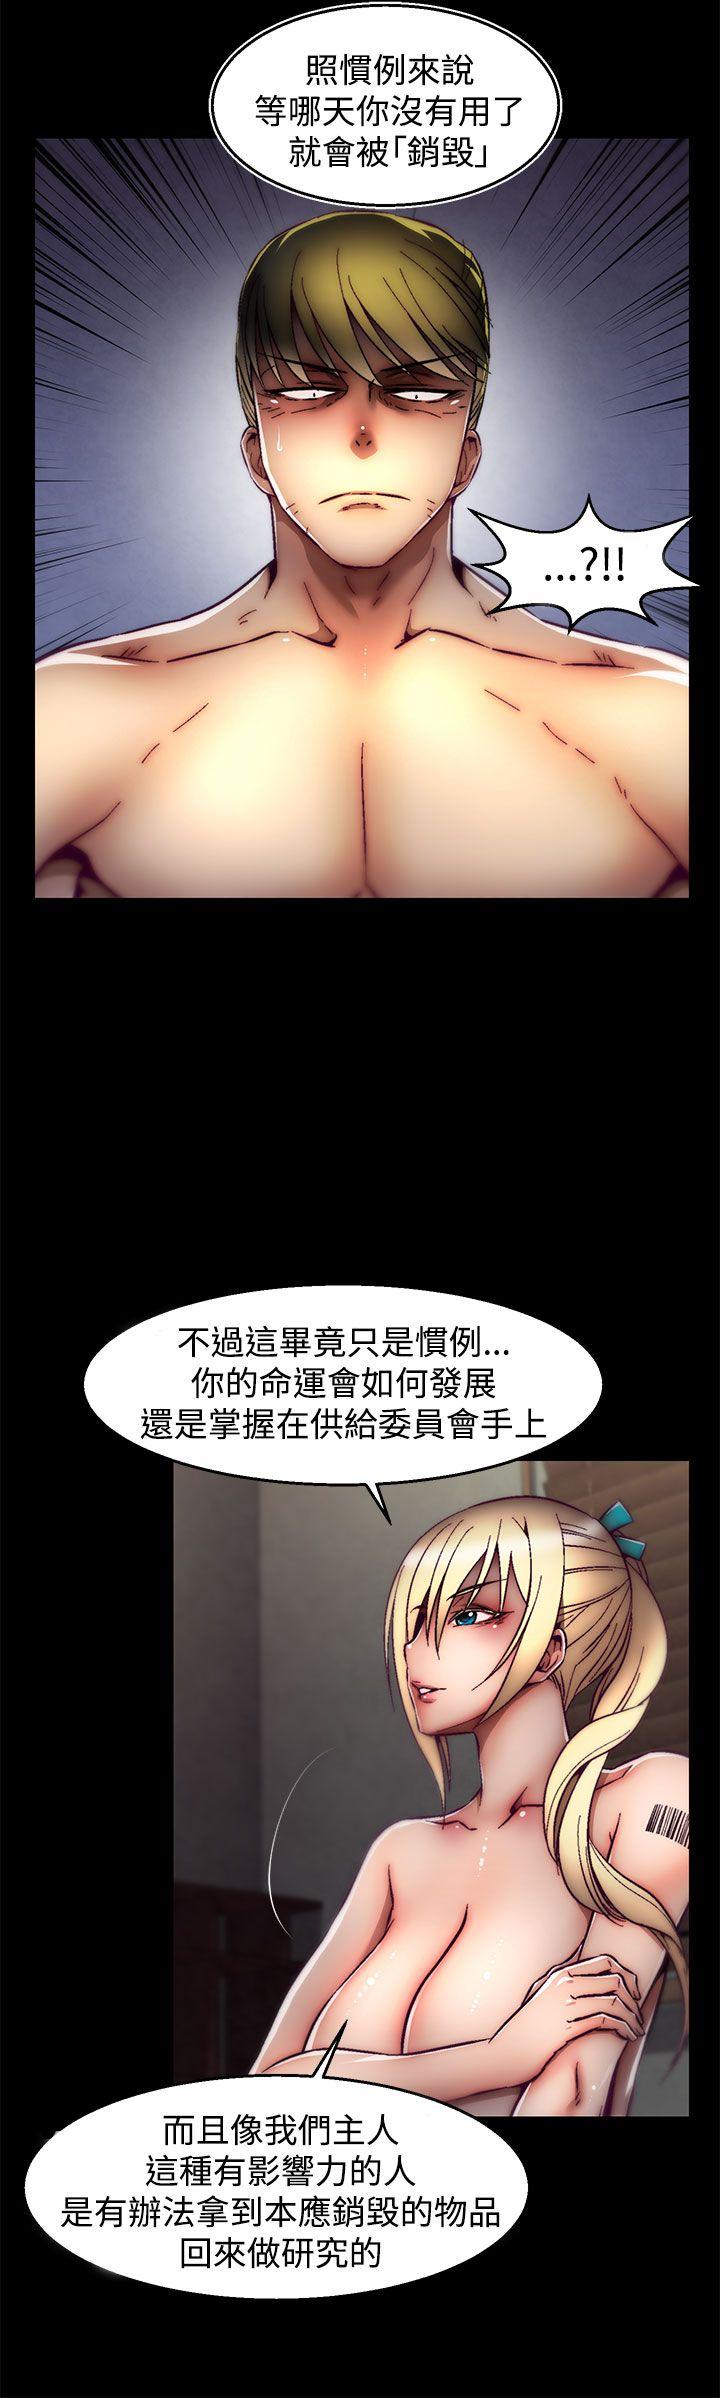 照慣例來說
等哪天你沒有用了
就會被「銷毀」
...?!!
不過這畢竟只是慣例...
你的命運會如何發展
還是掌握在供給委員會手上
而且像我們主人
這種有影響力的人
是有辦法拿到本應銷毀的物品
回來做研究的